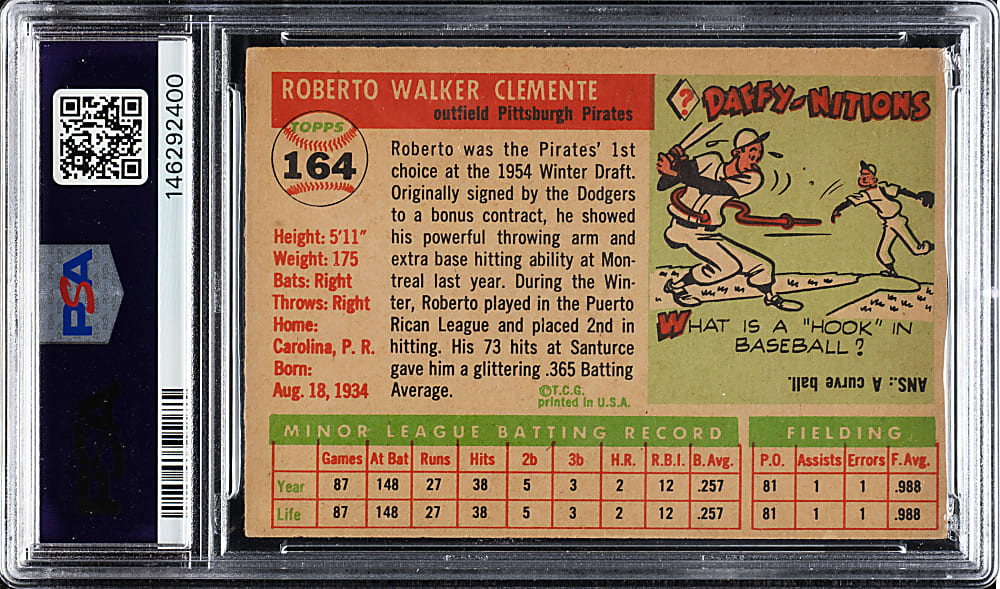 146292400
PSA
ROBERTO WALKER CLEMENTE
outfield Pittsburgh Pirates
TOPPS
164
Height: 5'11"
Weight: 175
Bats: Right
Throws: Right
Home:
Carolina, P. R.
Born:
Aug. 18, 1934
Roberto was the Pirates' 1st
choice at the 1954 Winter Draft.
Originally signed by the Dodgers
to a bonus contract, he showed
his powerful throwing arm and
extra base hitting ability at Mon-
treal last year. During the Win-
ter, Roberto played in the Puerto
Rican League and placed 2nd in
hitting. His 73 hits at Santurce
gave him a glittering .365 Batting
Average.
©T.C.G.
printed in U.S.A.
? DAFFY-NITIONS
WHAT IS A "HOOK" IN
BASEBALL?
ANS.: A curve ball.
MINOR LEAGUE BATTING RECORD
Games At Bat Runs Hits 2b 3b H.R. R.B.I. B.Avg.
Year 87 148 27 38 5 3 2 12 .257
Life 87 148 27 38 5 3 2 12 .257
FIELDING
P.O. Assists Errors F.Avg.
81 1 1 .988
81 1 1 .988